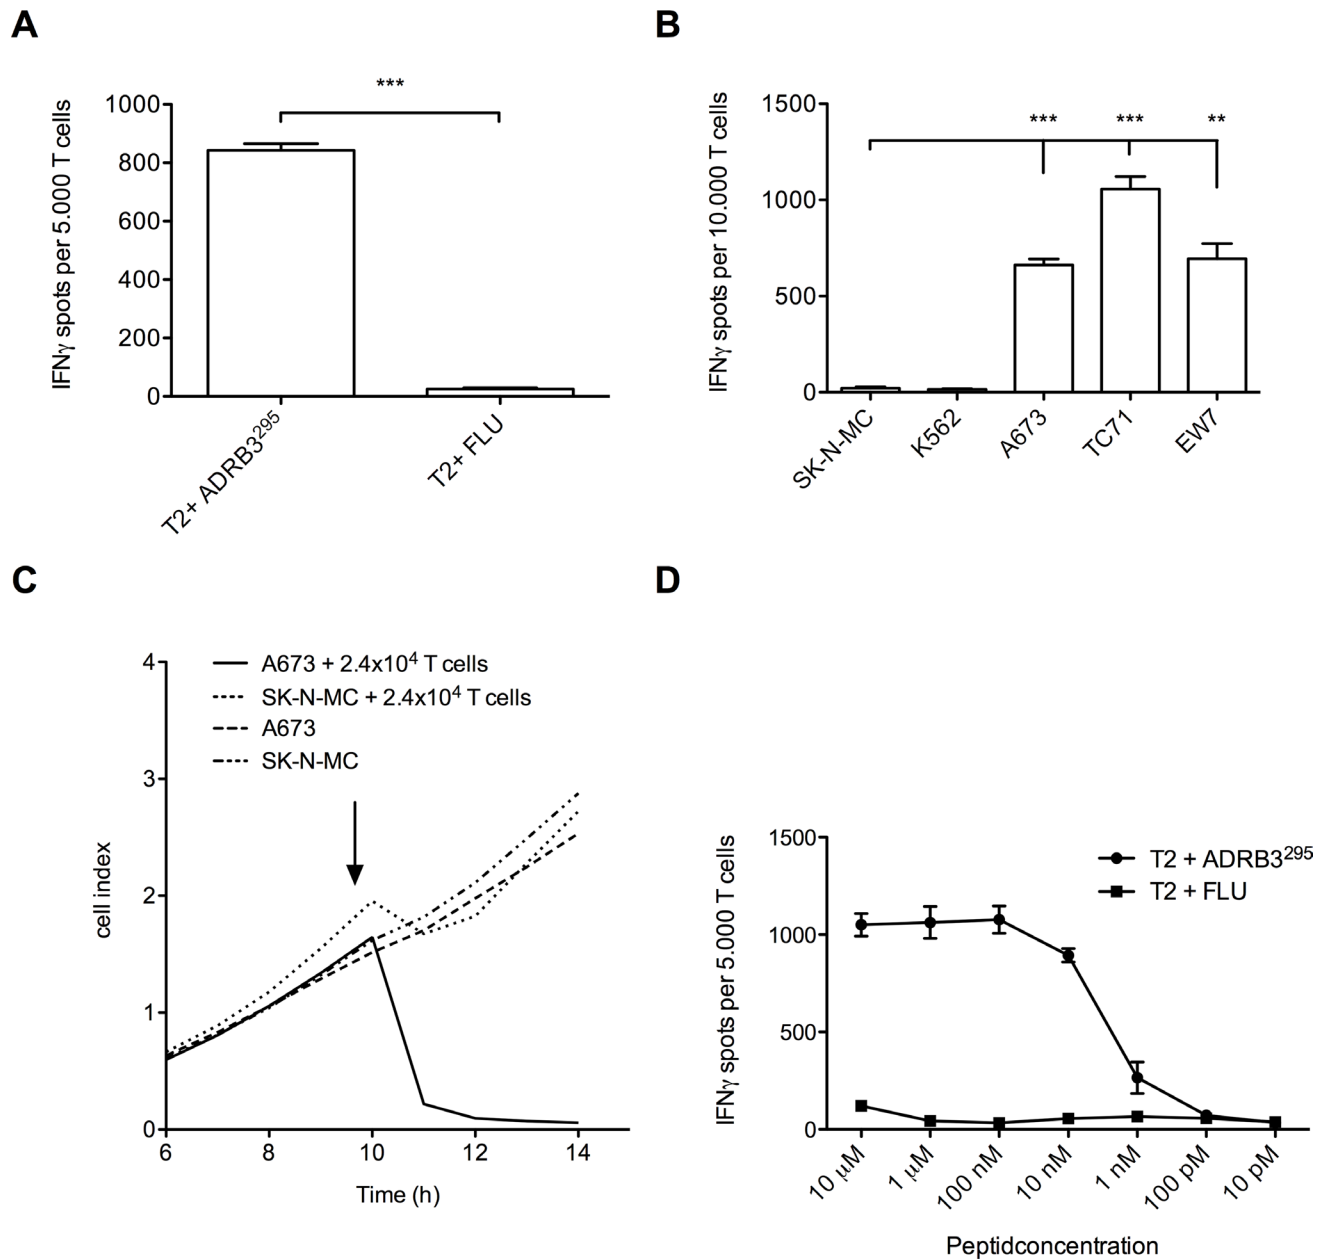 A
IFNγ spots per 5.000 T cells
1000
800
600
400
200
0
***
T2+ ADRB3²⁹⁵
T2+ FLU
B
IFNγ spots per 10.000 T cells
1500
1000
500
0
***
***
**
SK-N-MC
K562
A673
TC71
EW7
C
cell index
4
3
2
1
0
A673 + 2.4x10⁴ T cells
SK-N-MC + 2.4x10⁴ T cells
A673
SK-N-MC
6
8
10
12
14
Time (h)
D
IFNγ spots per 5.000 T cells
1500
1000
500
0
T2 + ADRB3²⁹⁵
T2 + FLU
10 µM
1 µM
100 nM
10 nM
1 nM
100 pM
10 pM
Peptidconcentration